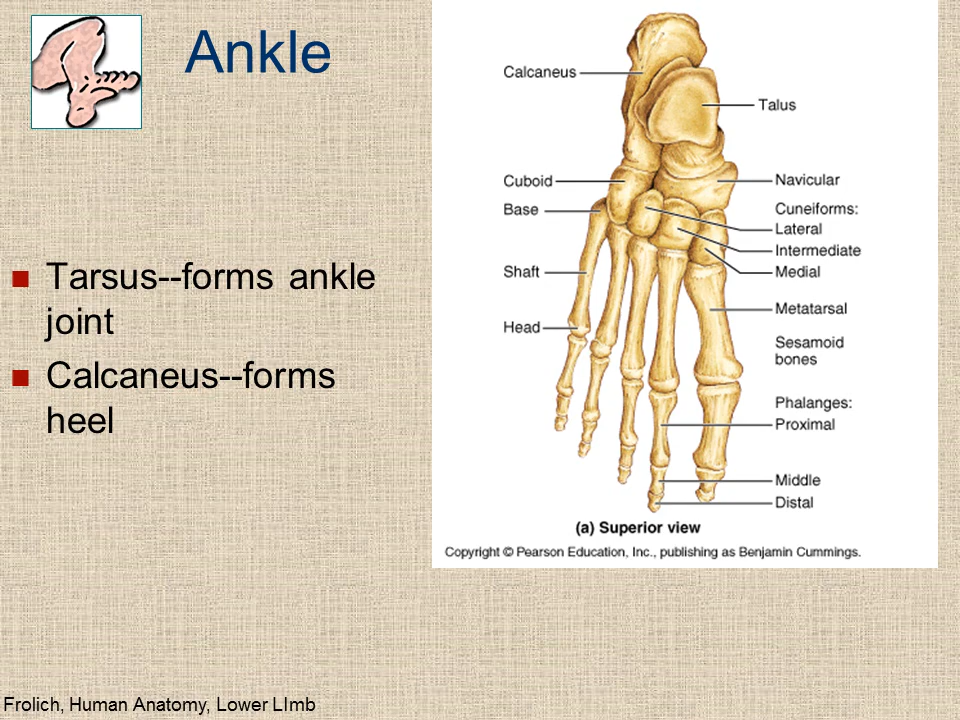 Ankle
Tarsus--forms ankle
joint
Calcaneus--forms
heel
Calcaneus
Talus
Cuboid
Navicular
Base
Cuneiforms:
Lateral
Intermediate
Shaft
Medial
Metatarsal
Head
Sesamoid
bones
Phalanges:
Proximal
Middle
Distal
(a) Superior view
Copyright © Pearson Education, Inc., publishing as Benjamin Cummings.
Frolich, Human Anatomy, Lower LImb